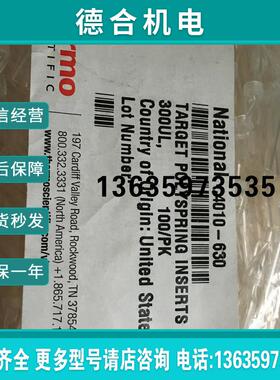 德合机电
信经营
后保障
货秒发
保一年
rmo
TIFIC
197 Cardiff Valley Road, Rockwood, TN 3785
800.332.3331 (North America) +1.865.717.1
National 4010-630
TARGET SPRING INSERTS
300UL, 100/PK
Country of Origin: United State
Lot Number
13635973535
齐全 更多型号请店咨询 电话:1363597